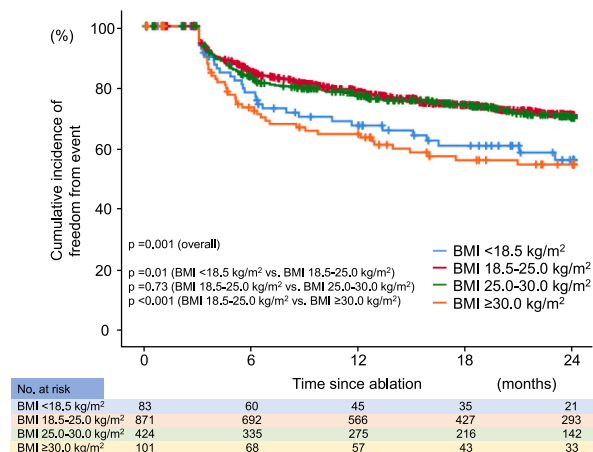 (%)
100
80
60
40
20
0
Cumulative incidence of
freedom from event
p =0.001 (overall)
p =0.01 (BMI <18.5 kg/m² vs. BMI 18.5-25.0 kg/m²)
p =0.73 (BMI 18.5-25.0 kg/m² vs. BMI 25.0-30.0 kg/m²)
p <0.001 (BMI 18.5-25.0 kg/m² vs. BMI ≥30.0 kg/m²)
BMI <18.5 kg/m²
BMI 18.5-25.0 kg/m²
BMI 25.0-30.0 kg/m²
BMI ≥30.0 kg/m²
0 6 12 18 24
No. at risk Time since ablation (months)
BMI <18.5 kg/m² 83 60 45 35 21
BMI 18.5-25.0 kg/m² 871 692 566 427 293
BMI 25.0-30.0 kg/m² 424 335 275 216 142
BMI ≥30.0 kg/m² 101 68 57 43 33